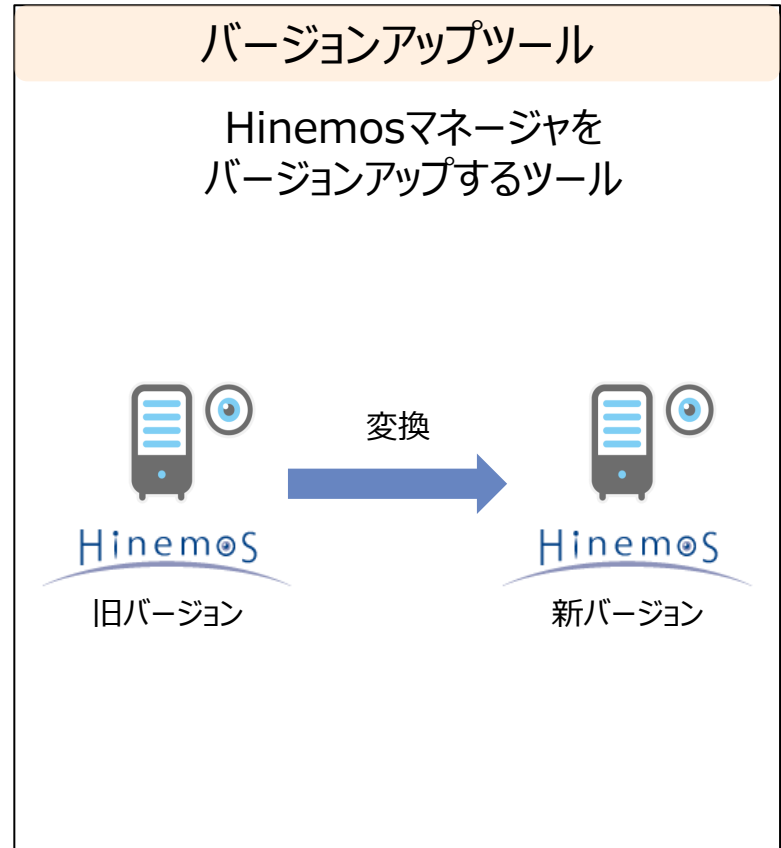 バージョンアップツール
Hinemosマネージャを
バージョンアップするツール
変換
Hinemos
Hinemos
旧バージョン
新バージョン